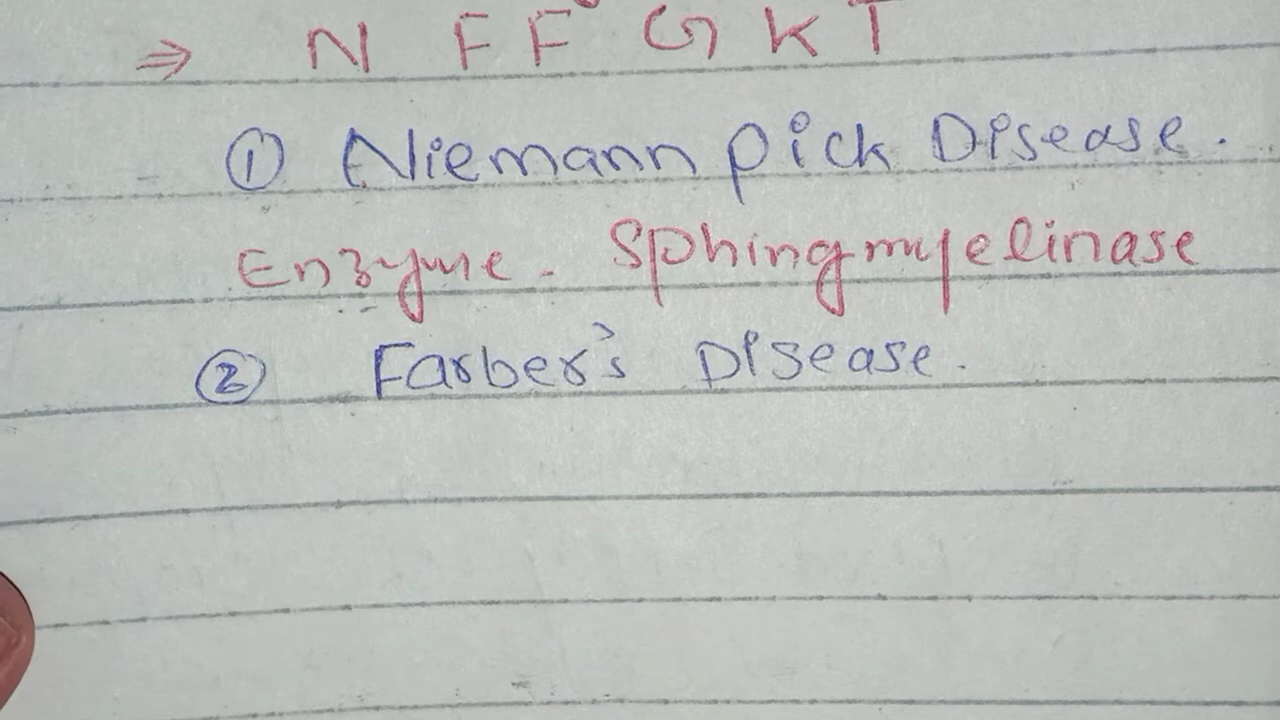 ⇒ N F F G K T
① Niemann pick Disease.
Enzyme - Sphingmyelinase
② Farber's Disease.